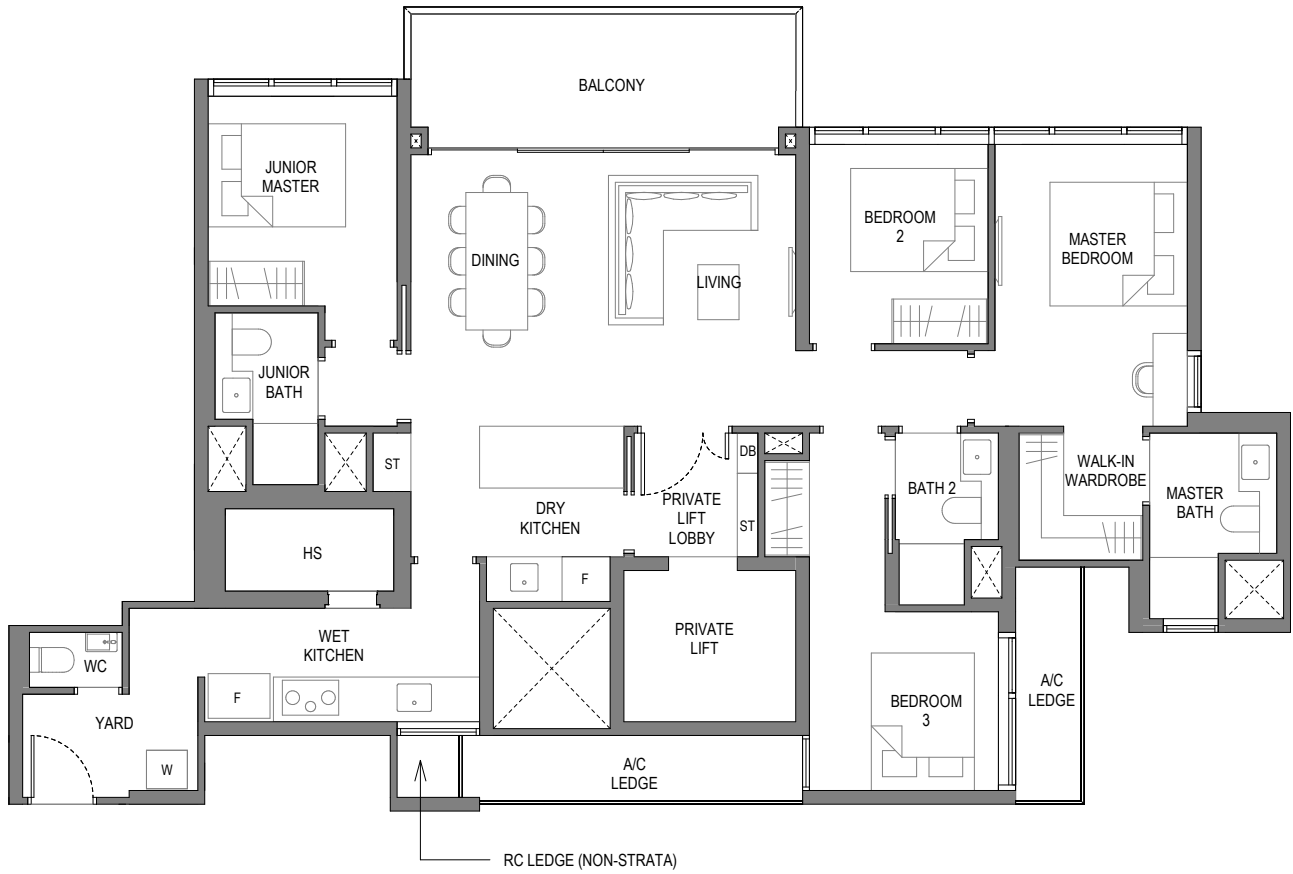 BALCONY
JUNIOR
MASTER
DINING
LIVING
BEDROOM
2
MASTER
BEDROOM
JUNIOR
BATH
ST
DRY
KITCHEN
PRIVATE
LIFT
LOBBY
DB
ST
BATH 2
WALK-IN
WARDROBE
MASTER
BATH
HS
F
WET
KITCHEN
PRIVATE
LIFT
WC
YARD
F
W
BEDROOM
3
A/C
LEDGE
A/C
LEDGE
RC LEDGE (NON-STRATA)